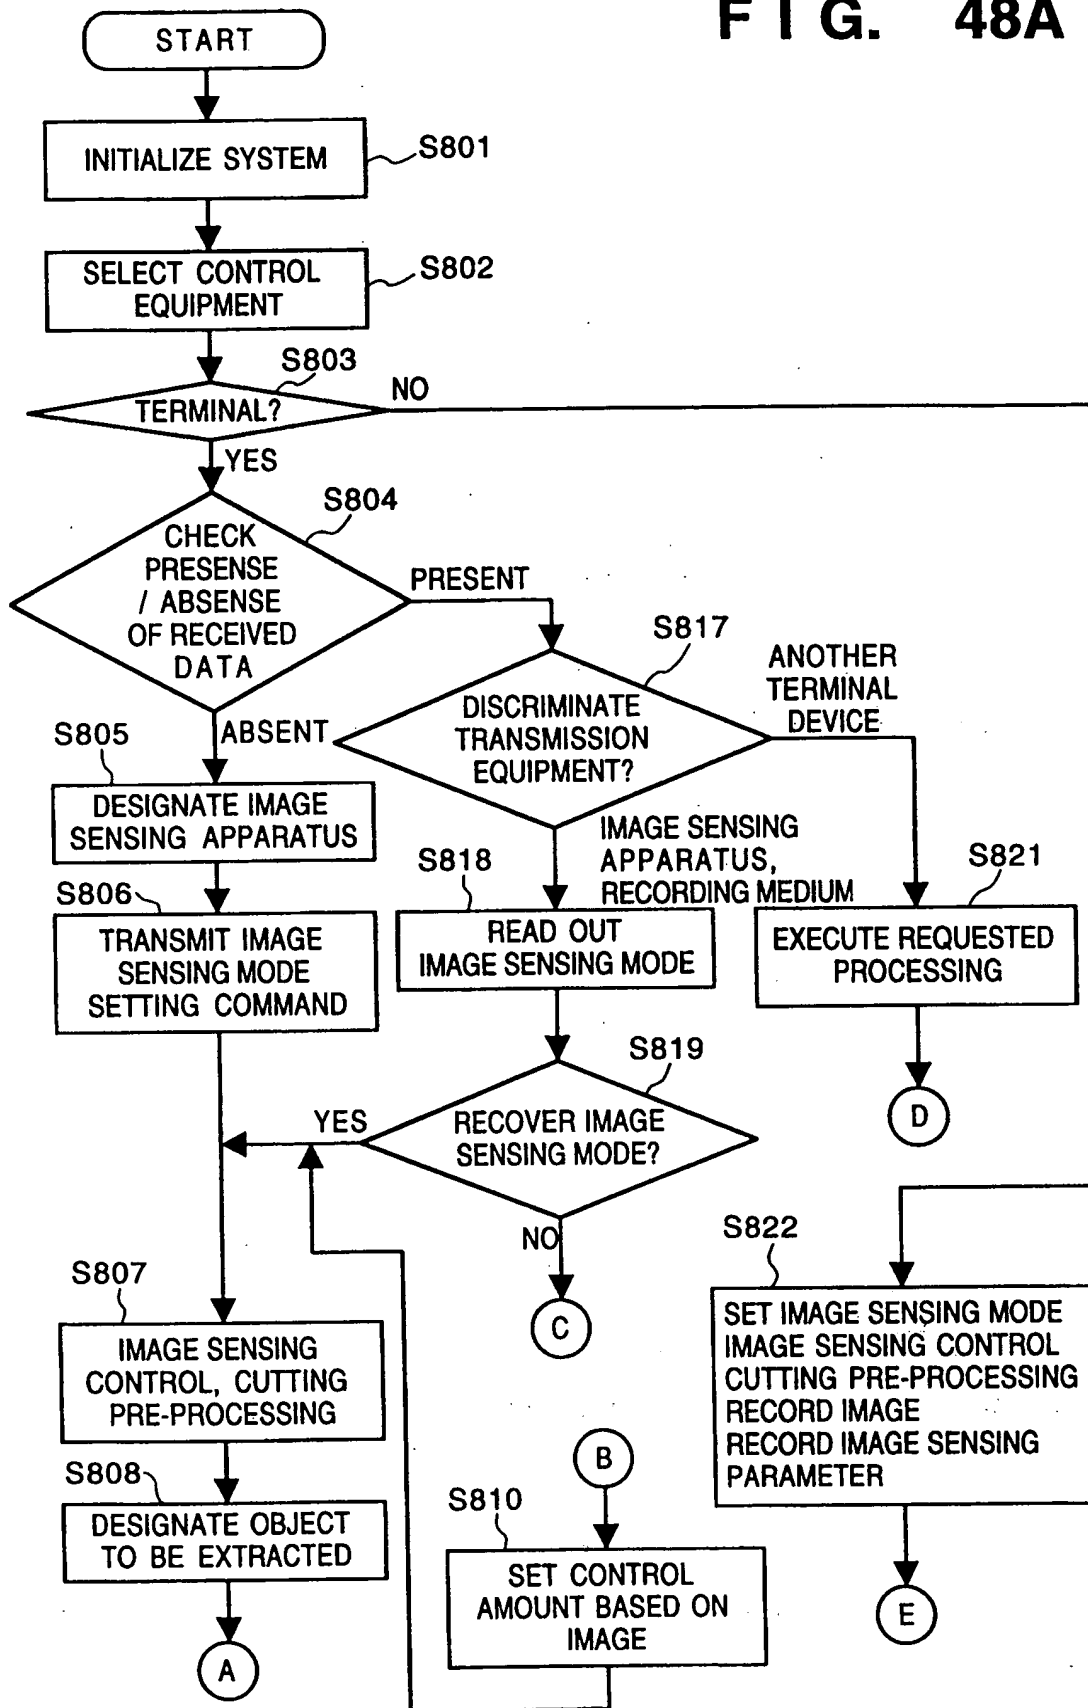 FIG. 48A
START
INITIALIZE SYSTEM
S801
SELECT CONTROL
EQUIPMENT
S802
S803
TERMINAL?
NO
YES
S804
CHECK
PRESENSE
/ ABSENSE
OF RECEIVED
DATA
PRESENT
ABSENT
S817
DISCRIMINATE
TRANSMISSION
EQUIPMENT?
ANOTHER
TERMINAL
DEVICE
S805
DESIGNATE IMAGE
SENSING APPARATUS
S806
TRANSMIT IMAGE
SENSING MODE
SETTING COMMAND
IMAGE SENSING
APPARATUS,
RECORDING MEDIUM
S818
READ OUT
IMAGE SENSING MODE
S821
EXECUTE REQUESTED
PROCESSING
D
S819
RECOVER IMAGE
SENSING MODE?
YES
NO
C
S807
IMAGE SENSING
CONTROL, CUTTING
PRE-PROCESSING
S808
DESIGNATE OBJECT
TO BE EXTRACTED
A
B
S810
SET CONTROL
AMOUNT BASED ON
IMAGE
S822
SET IMAGE SENSING MODE
IMAGE SENSING CONTROL
CUTTING PRE-PROCESSING
RECORD IMAGE
RECORD IMAGE SENSING
PARAMETER
E